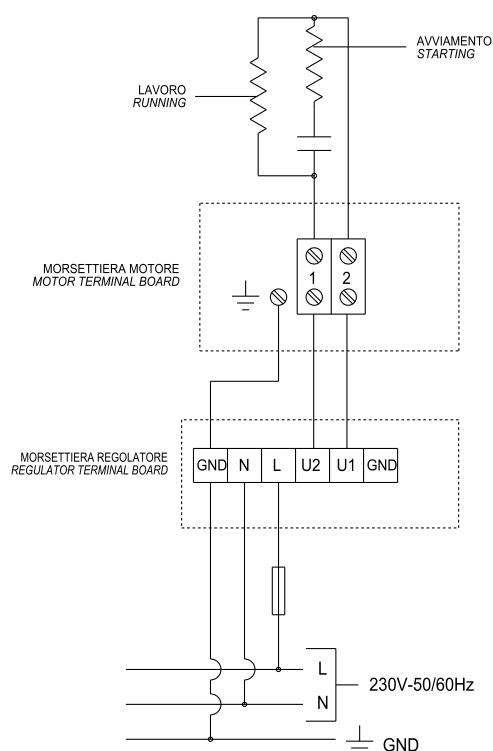 AVVIAMENTO
STARTING
LAVORO
RUNNING
MORSETTIERA MOTORE
MOTOR TERMINAL BOARD
1 2
MORSETTIERA REGOLATORE
REGULATOR TERMINAL BOARD
GND N L U2 U1 GND
L
230V-50/60Hz
N
GND